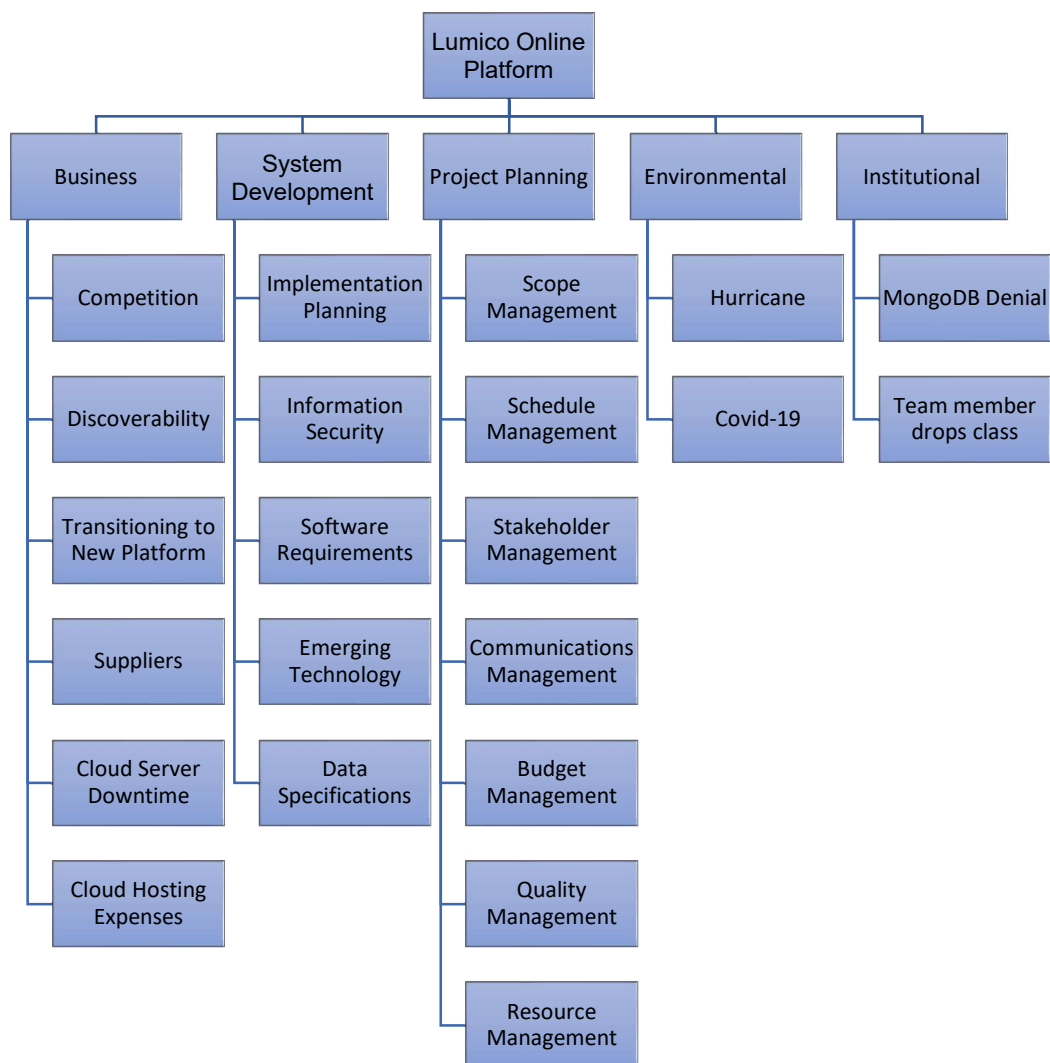 Lumico Online
Platform
Business
System
Development
Project Planning
Environmental
Institutional
Competition
Discoverability
Transitioning to
New Platform
Suppliers
Cloud Server
Downtime
Cloud Hosting
Expenses
Implementation
Planning
Information
Security
Software
Requirements
Emerging
Technology
Data
Specifications
Scope
Management
Schedule
Management
Stakeholder
Management
Communications
Management
Budget
Management
Quality
Management
Resource
Management
Hurricane
Covid-19
MongoDB Denial
Team member
drops class